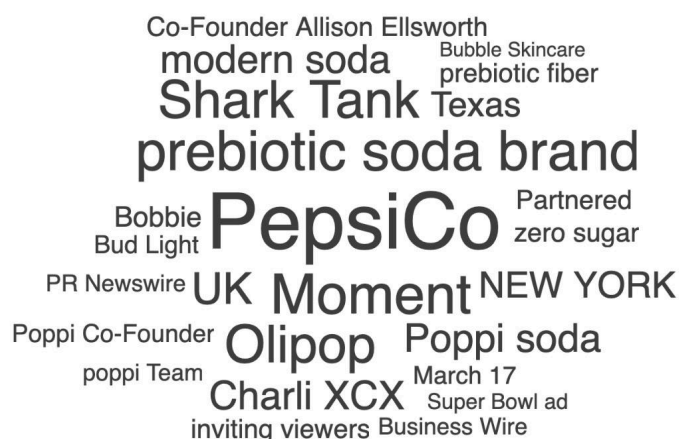 Co-Founder Allison Ellsworth
modern soda
Bubble Skincare
prebiotic fiber
Shark Tank
Texas
prebiotic soda brand
Bobbie
Bud Light
PepsiCo
Partnered
zero sugar
PR Newswire
UK
Moment
NEW YORK
Poppi Co-Founder
Olipop
Poppi soda
poppi Team
Charli XCX
March 17
Super Bowl ad
inviting viewers
Business Wire